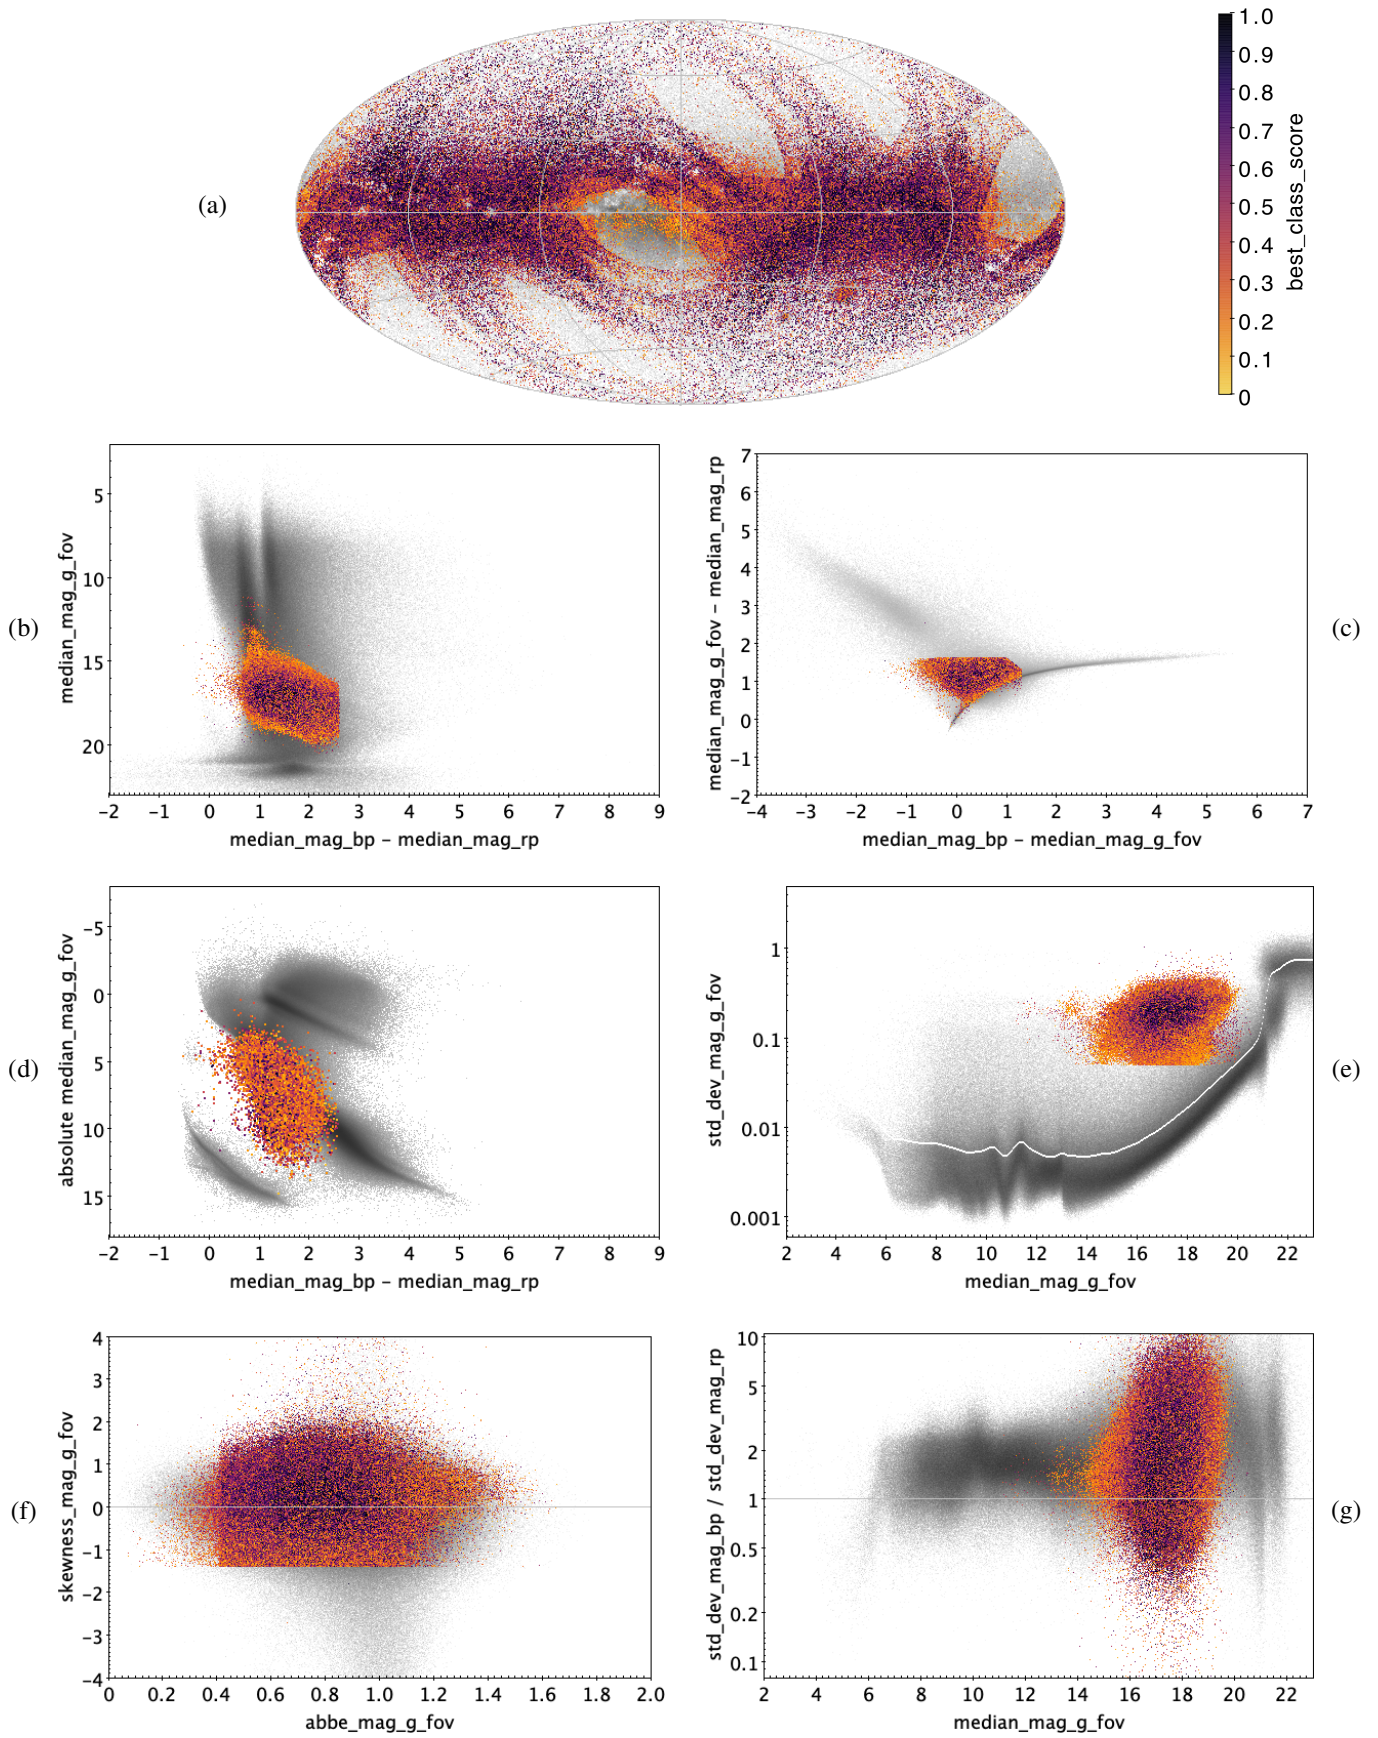 (a)
1.0
0.9
0.8
0.7
0.6
0.5
0.4
0.3
0.2
0.1
0
best_class_score
(b)
median_mag_g_fov
5
10
15
20
−2 −1 0 1 2 3 4 5 6 7 8 9
median_mag_bp − median_mag_rp
(c)
median_mag_g_fov − median_mag_rp
7
6
5
4
3
2
1
0
−1
−2
−4 −3 −2 −1 0 1 2 3 4 5 6 7
median_mag_bp − median_mag_g_fov
(d)
absolute median_mag_g_fov
−5
0
5
10
15
−2 −1 0 1 2 3 4 5 6 7 8 9
median_mag_bp − median_mag_rp
(e)
std_dev_mag_g_fov
1
0.1
0.01
0.001
2 4 6 8 10 12 14 16 18 20 22
median_mag_g_fov
(f)
skewness_mag_g_fov
4
3
2
1
0
−1
−2
−3
−4
0 0.2 0.4 0.6 0.8 1.0 1.2 1.4 1.6 1.8 2.0
abbe_mag_g_fov
(g)
std_dev_mag_bp / std_dev_mag_rp
10
5
2
1
0.5
0.2
0.1
2 4 6 8 10 12 14 16 18 20 22
median_mag_g_fov